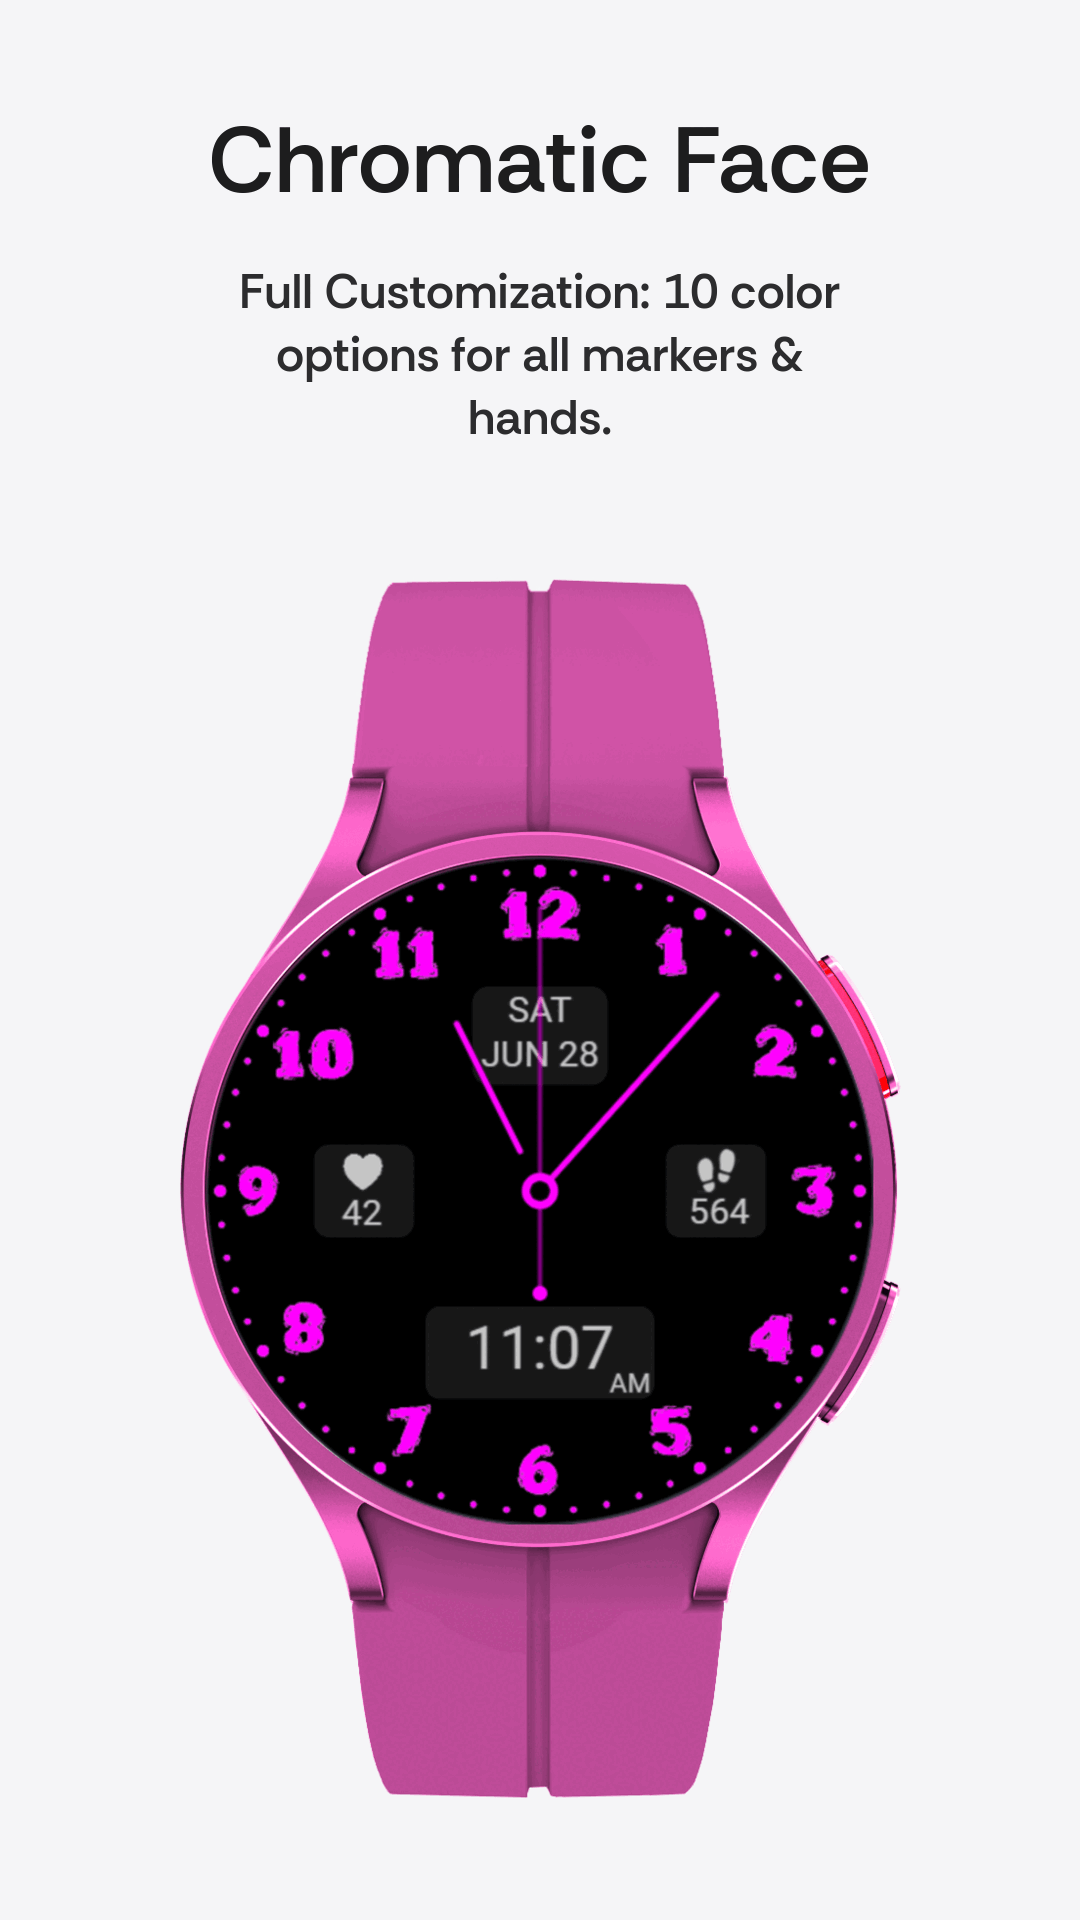 Chromatic Face
Full Customization: 10 color
options for all markers &
hands.
12
11
1
SAT
JUN 28
10
2
9
42
564
3
8
4
11:07
AM
7
5
6